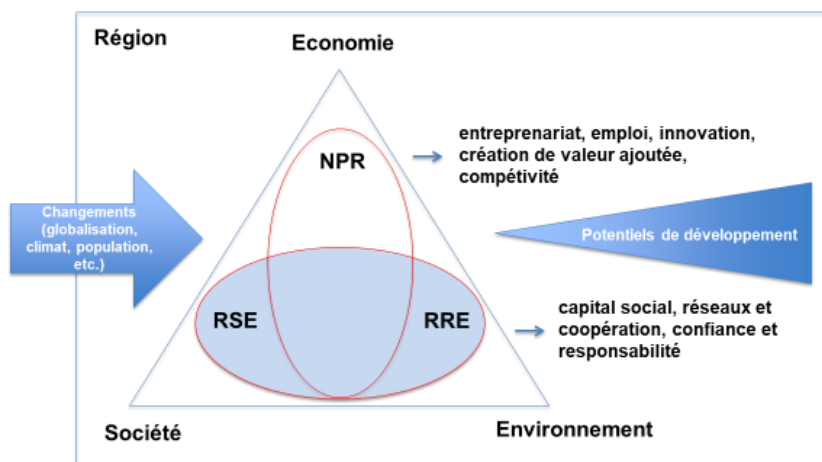 Région
Economie
entreprenariat, emploi, innovation,
création de valeur ajoutée,
compétivité
NPR
Changements
(globalisation,
climat, population,
etc.)
Potentiels de développement
RSE
RRE
capital social, réseaux et
coopération, confiance et
responsabilité
Société
Environnement